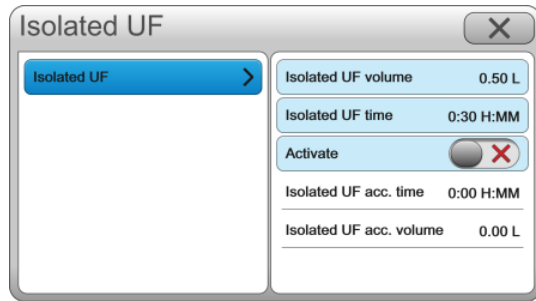 Isolated UF
Isolated UF
Isolated UF volume 0.50 L
Isolated UF time 0:30 H:MM
Activate
Isolated UF acc. time 0:00 H:MM
Isolated UF acc. volume 0.00 L